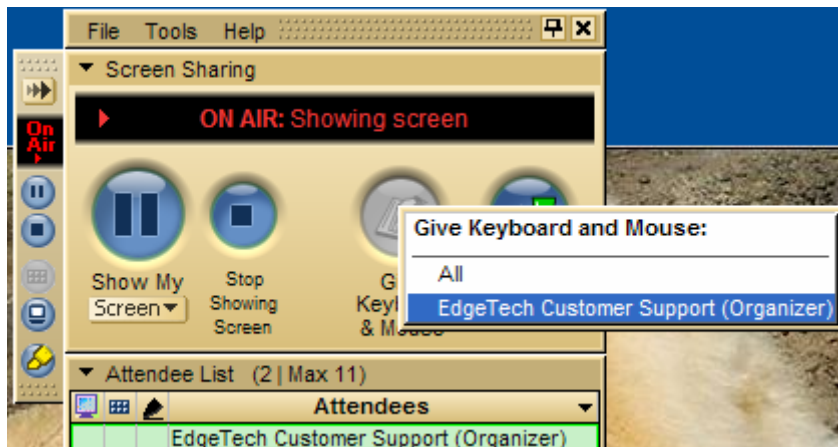 File Tools Help
Screen Sharing
On
Air
ON AIR: Showing screen
Show My
Screen
Stop
Showing
Screen
Give Keyboard and Mouse:
All
EdgeTech Customer Support (Organizer)
& Mouse
Attendee List (2 | Max 11)
Attendees
EdgeTech Customer Support (Organizer)